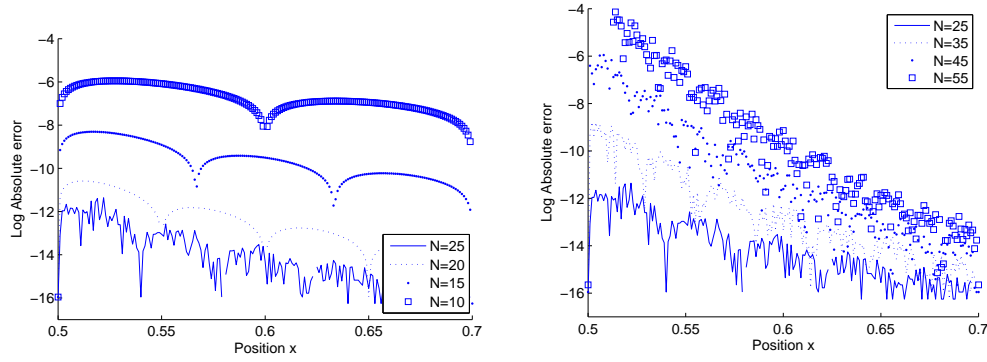 −4
−6
−8
−10
−12
−14
−16
Log Absolute error
0.5
0.55
0.6
0.65
0.7
Position x
N=25
N=20
N=15
N=10
−4
−6
−8
−10
−12
−14
−16
Log Absolute error
0.5
0.55
0.6
0.65
0.7
Position x
N=25
N=35
N=45
N=55